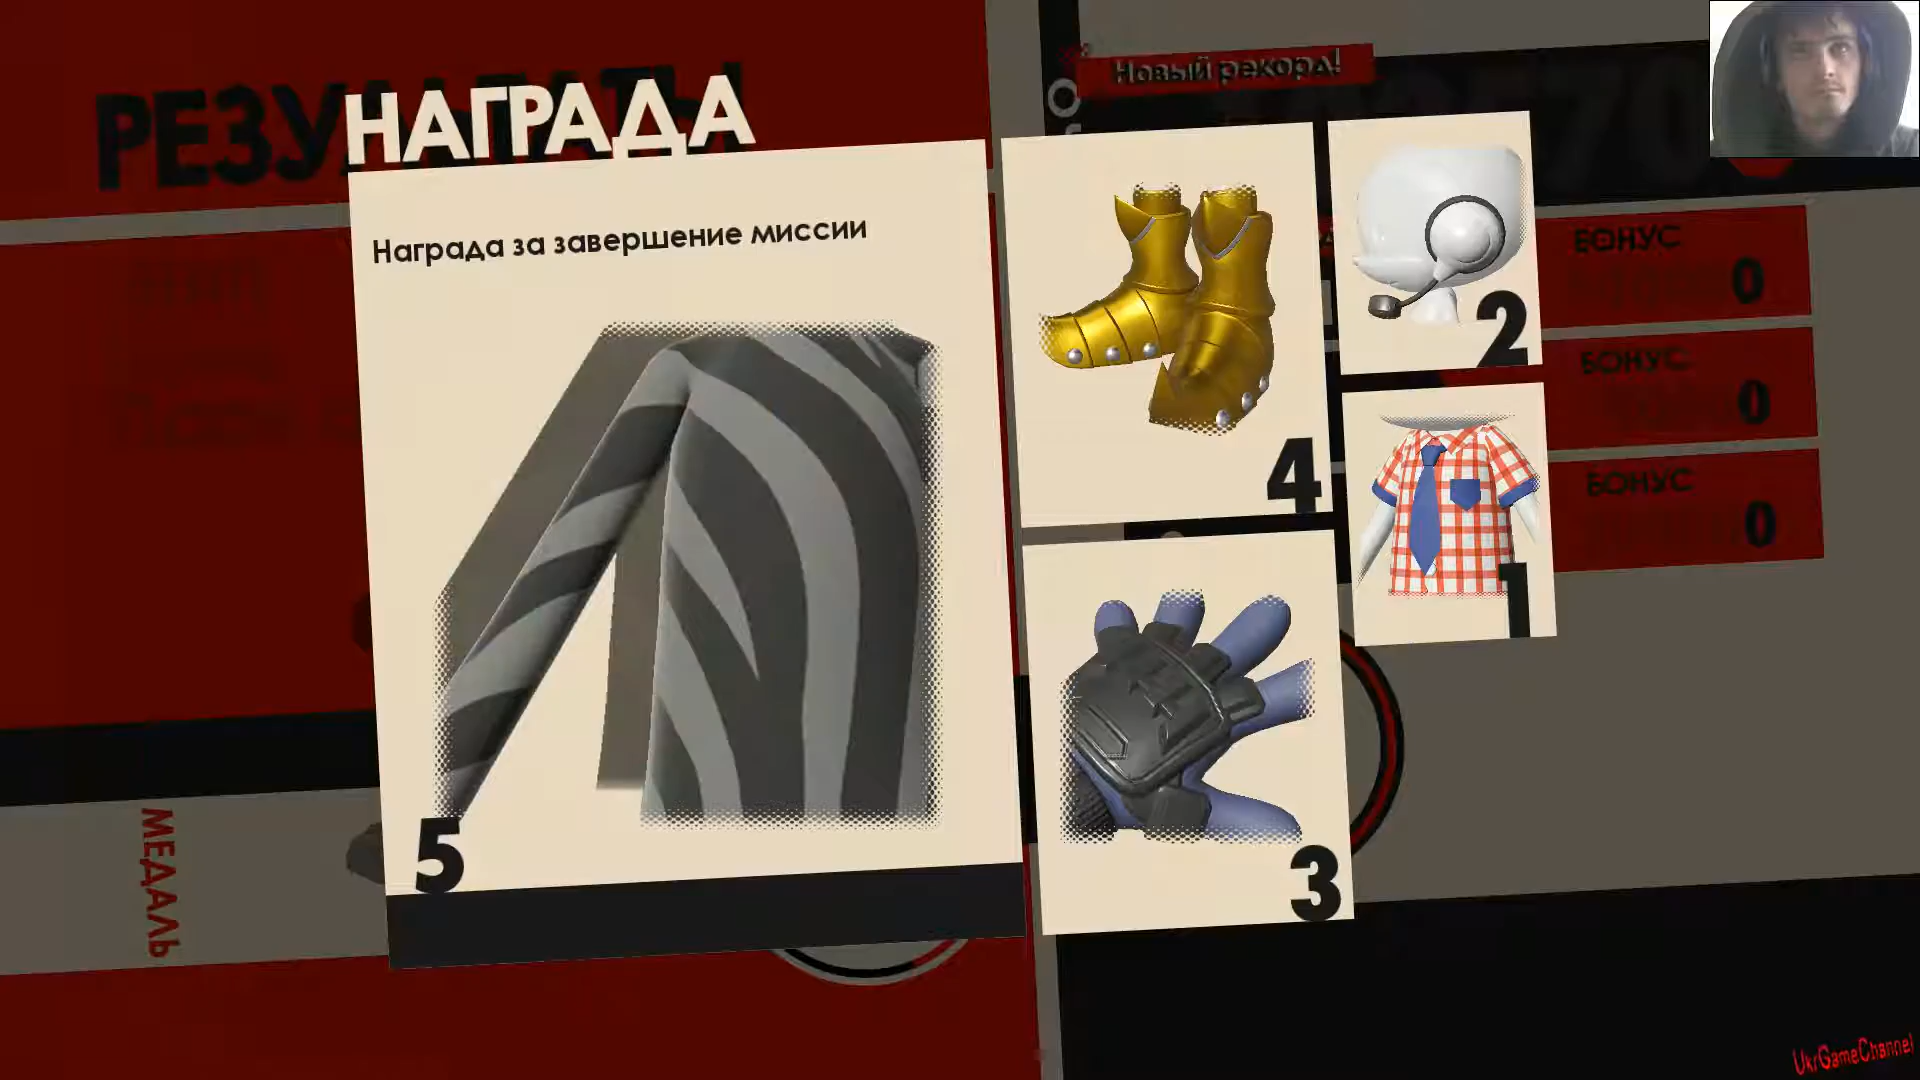 РЕЗУ
НАГРАДА
Новый рекорд!
Награда за завершение миссии
БОНУС
0
БОНУС
0
БОНУС
0
4
2
1
5
3
МЕДАЛЬ
UkrGameChannel